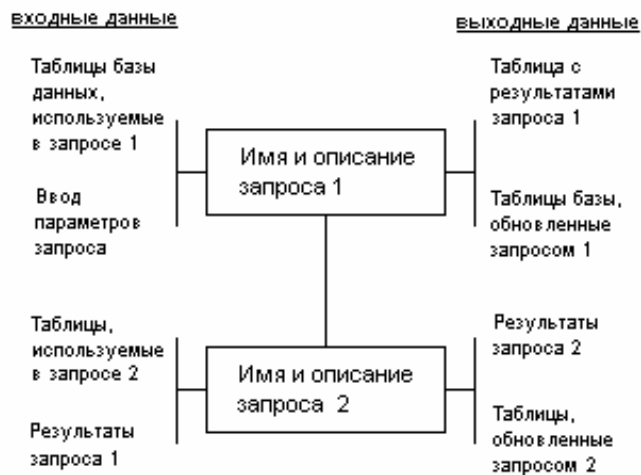 входные данные
выходные данные
Таблицы базы
данных,
используемые
в запросе 1
Ввод
параметров
запроса
Имя и описание
запроса 1
Таблица с
результатами
запроса 1
Таблицы базы,
обновленные
запросом 1
Таблицы,
используемые
в запросе 2
Результаты
запроса 1
Имя и описание
запроса 2
Результаты
запроса 2
Таблицы,
обновленные
запросом 2